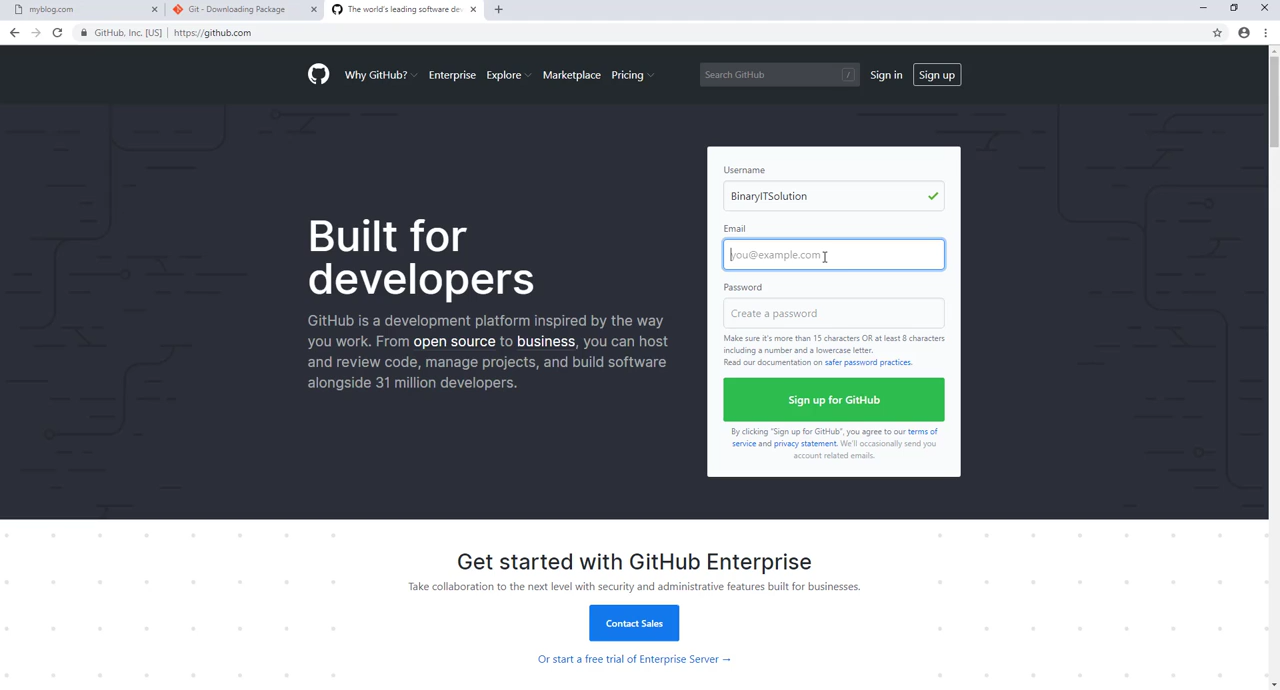 myblog.com
Git - Downloading Package
The world's leading software de
GitHub, Inc. [US]
https://github.com
Why GitHub?
Enterprise
Explore
Marketplace
Pricing
Search GitHub
/
Sign in
Sign up
Built for
developers
GitHub is a development platform inspired by the way
you work. From open source to business, you can host
and review code, manage projects, and build software
alongside 31 million developers.
Username
BinaryITSolution
Email
you@example.com
Password
Create a password
Make sure it's more than 15 characters OR at least 8 characters
including a number and a lowercase letter.
Read our documentation on safer password practices.
Sign up for GitHub
By clicking "Sign up for GitHub", you agree to our terms of
service and privacy statement. We'll occasionally send you
account related emails.
Get started with GitHub Enterprise
Take collaboration to the next level with security and administrative features built for businesses.
Contact Sales
Or start a free trial of Enterprise Server →